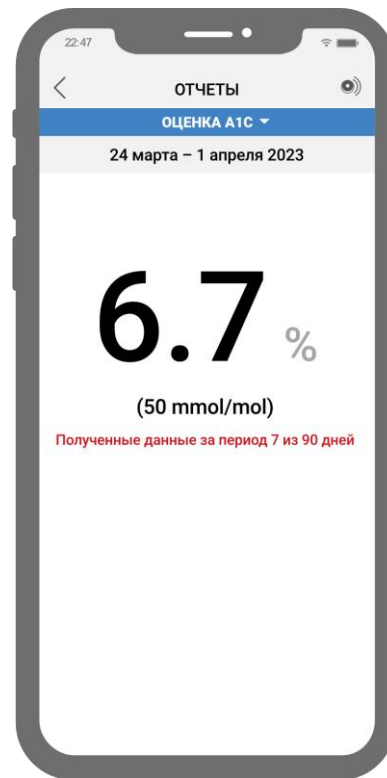 22:47
ОТЧЕТЫ
ОЦЕНКА A1C
24 марта – 1 апреля 2023
6.7 %
(50 mmol/mol)
Полученные данные за период 7 из 90 дней